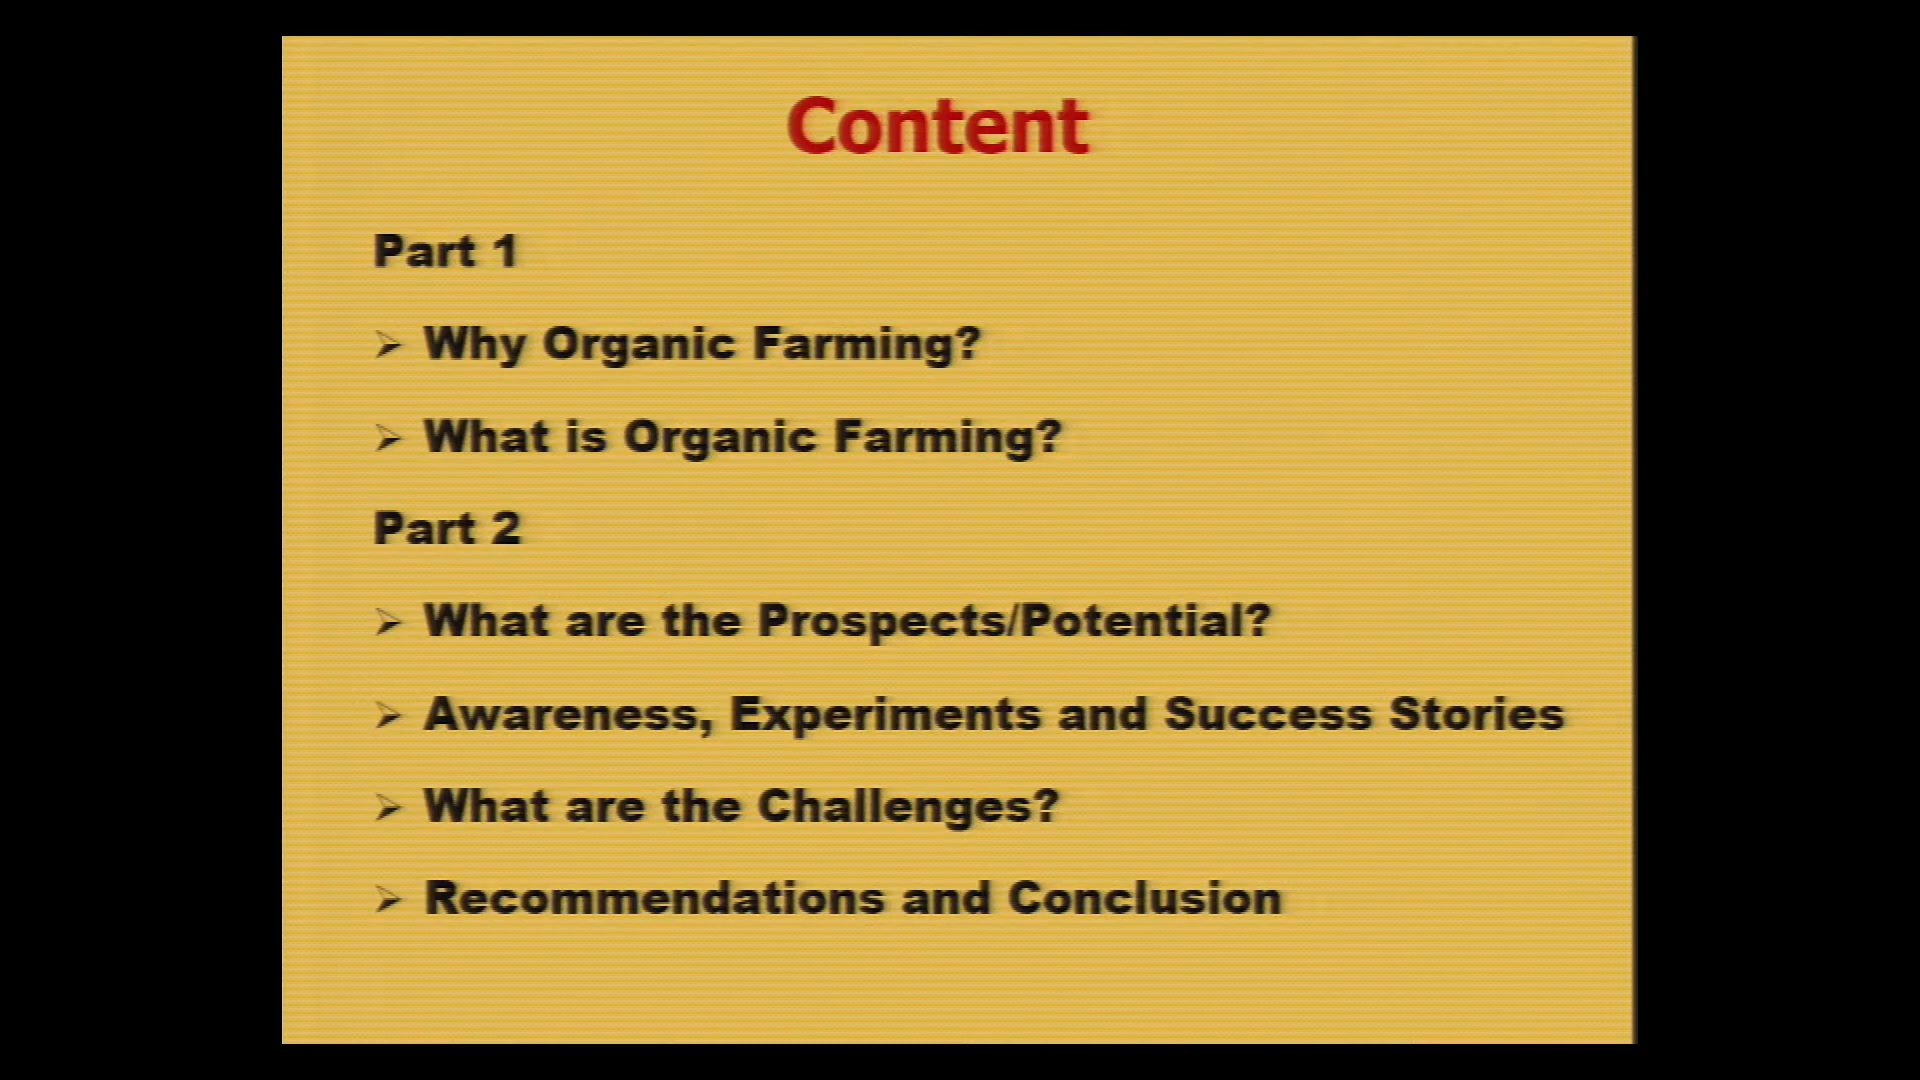 Content
Part 1
➢ Why Organic Farming?
➢ What is Organic Farming?
Part 2
➢ What are the Prospects/Potential?
➢ Awareness, Experiments and Success Stories
➢ What are the Challenges?
➢ Recommendations and Conclusion